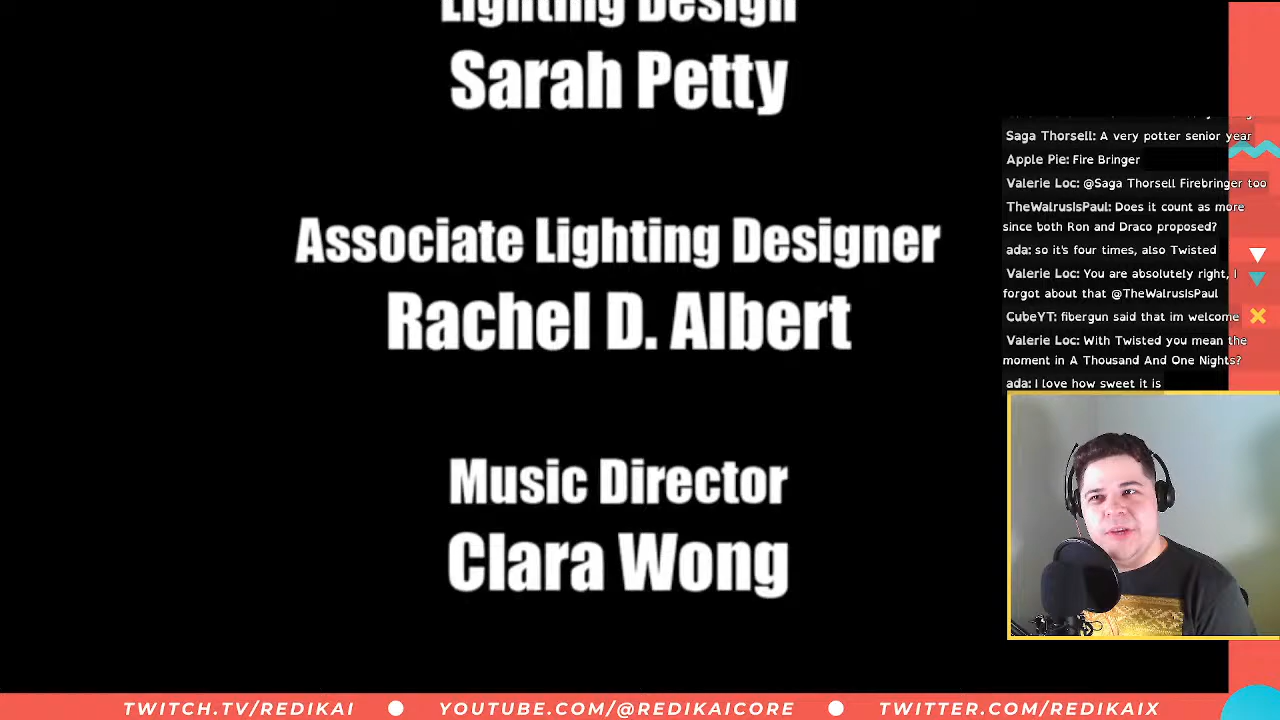 Lighting Design
Sarah Petty
Associate Lighting Designer
Rachel D. Albert
Music Director
Clara Wong
Saga Thorsell: A very potter senior year
Apple Pie: Fire Bringer
Valerie Loc: @Saga Thorsell Firebringer too
TheWalrusIsPaul: Does it count as more
since both Ron and Draco proposed?
ada: so it's four times, also Twisted
Valerie Loc: You are absolutely right, I
forgot about that @TheWalrusIsPaul
CubeYT: fibergun said that im welcome
Valerie Loc: With Twisted you mean the
moment in A Thousand And One Nights?
ada: I love how sweet it is
TWITCH.TV/REDIKAI
YOUTUBE.COM/@REDIKAICORE
TWITTER.COM/REDIKAIX